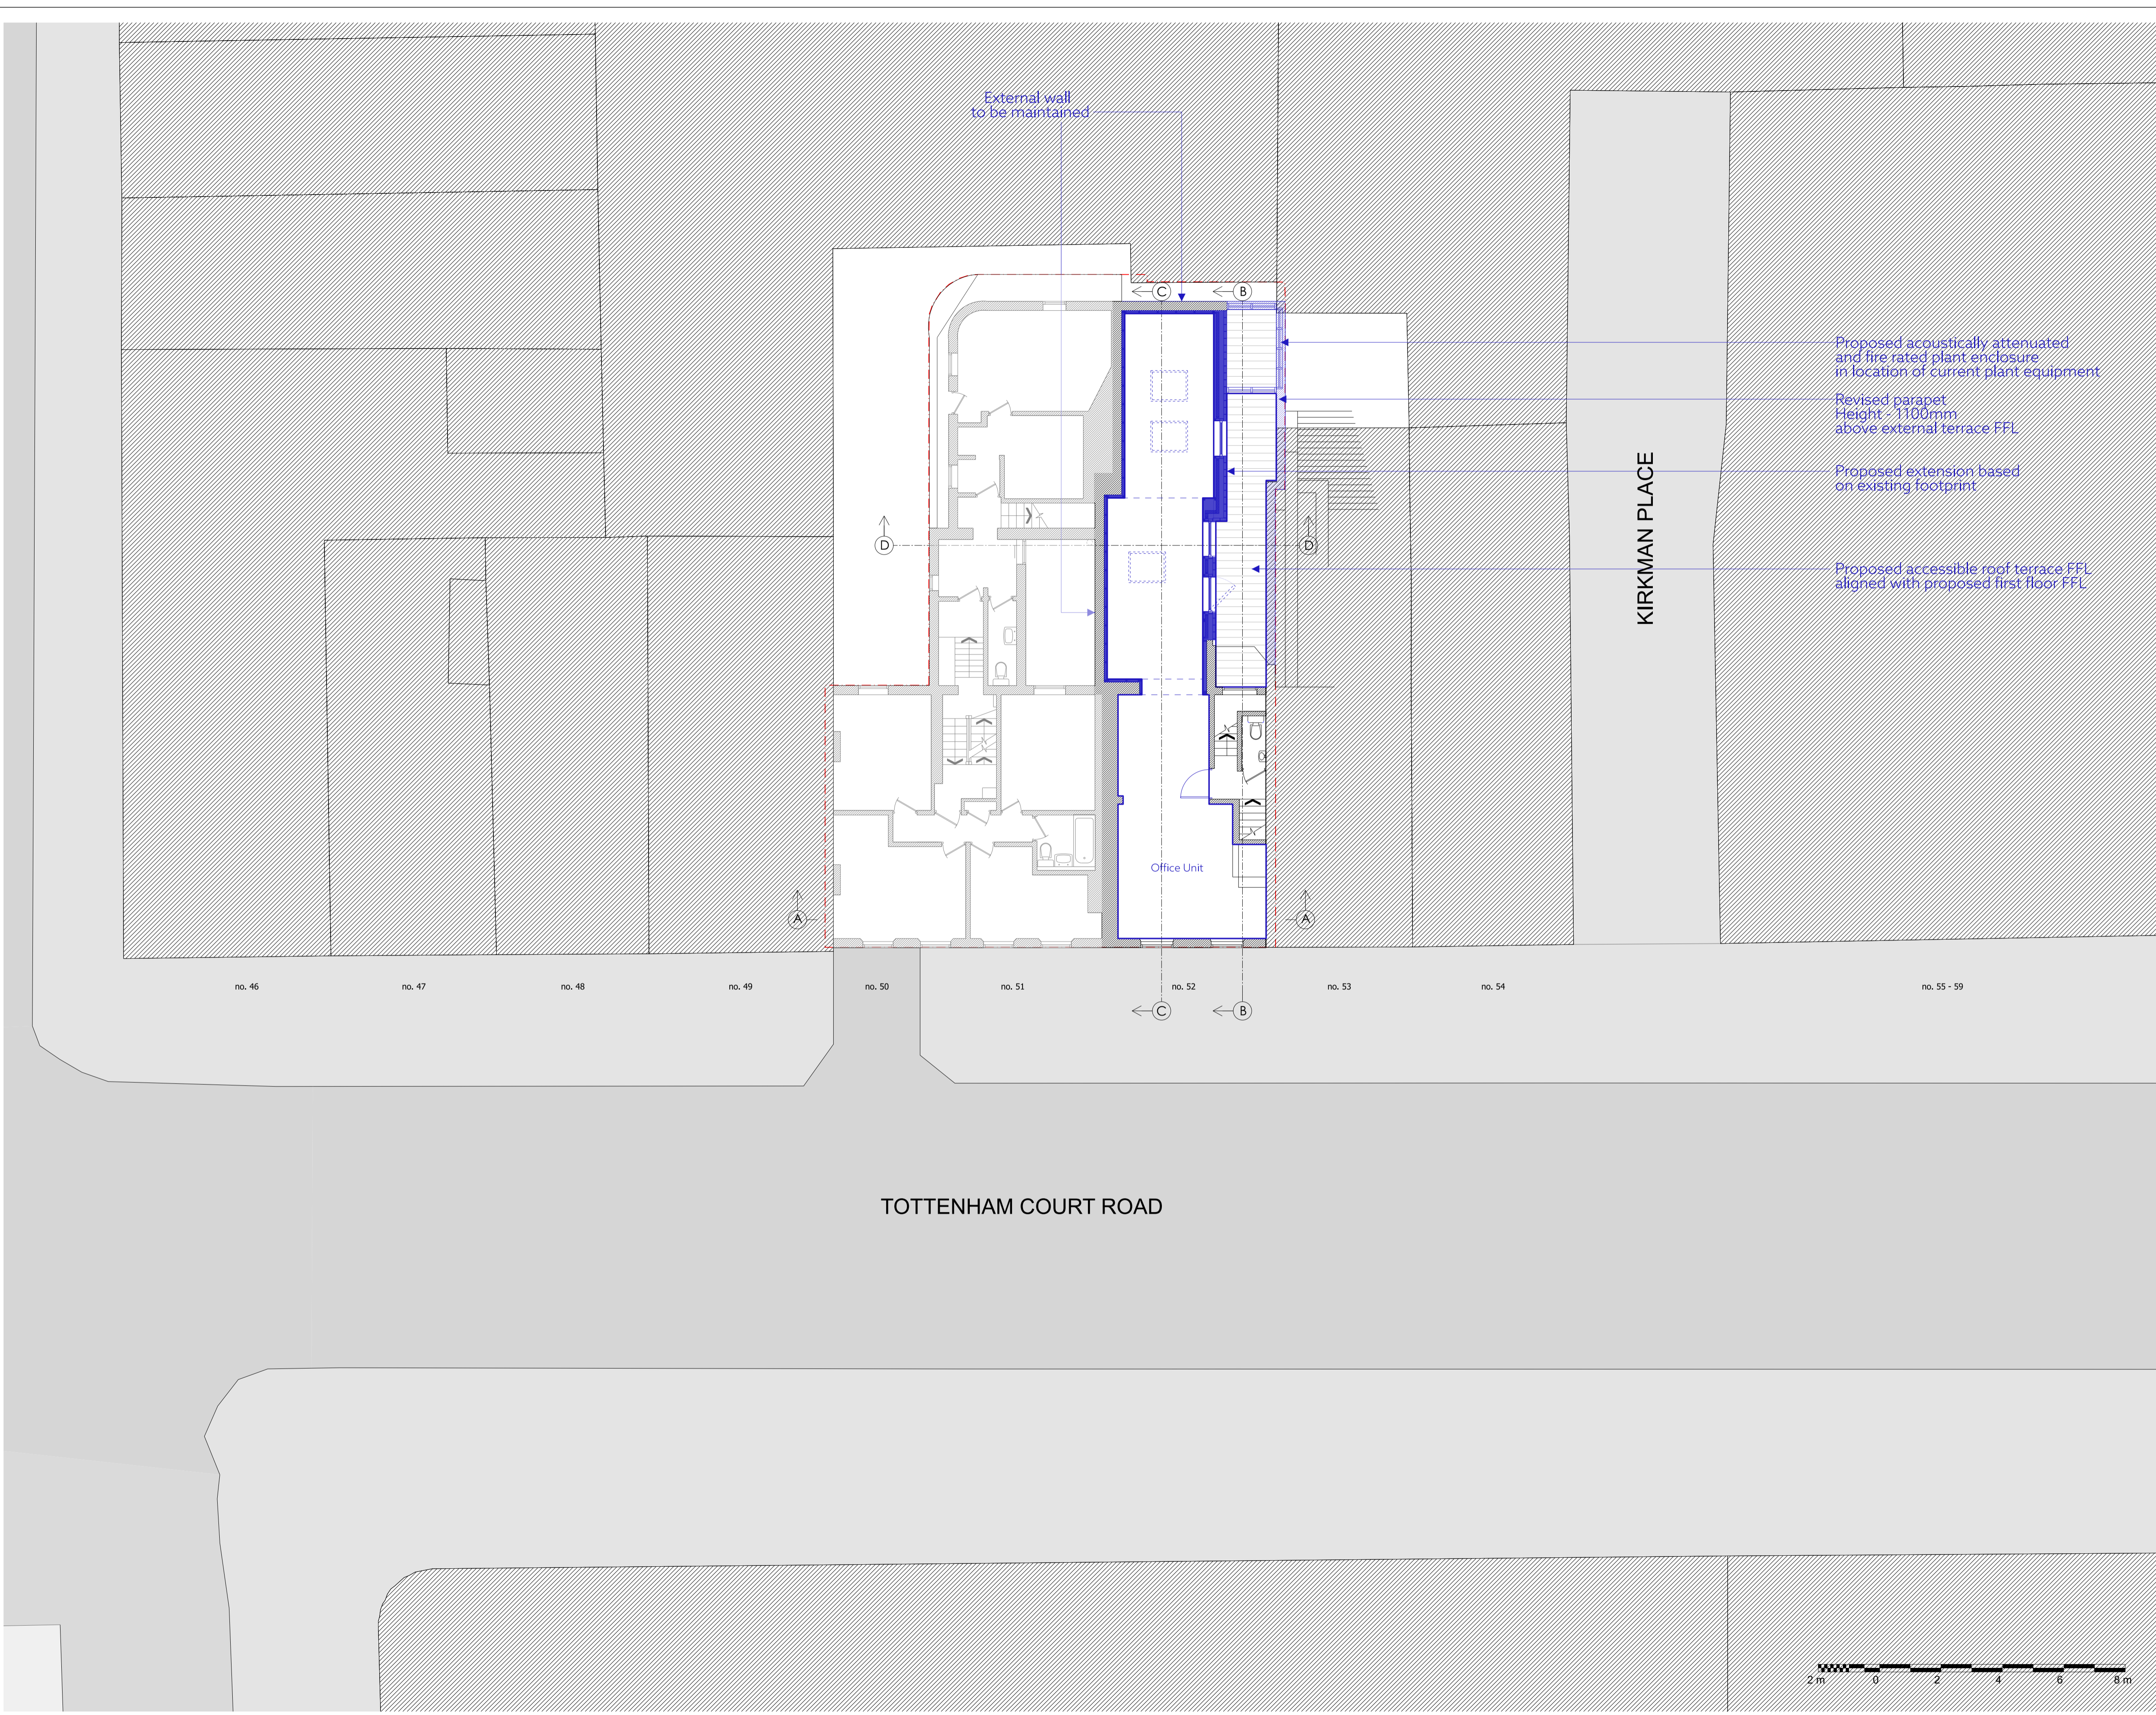 External wall
to be maintained
C
B
Proposed acoustically attenuated
and fire rated plant enclosure
in location of current plant equipment
Revised parapet
Height - 1100mm
above external terrace FFL
Proposed extension based
on existing footprint
KIRKMAN PLACE
D
D
Proposed accessible roof terrace FFL
aligned with proposed first floor FFL
Office Unit
A
A
no. 46
no. 47
no. 48
no. 49
no. 50
no. 51
no. 52
no. 53
no. 54
no. 55 - 59
C
B
TOTTENHAM COURT ROAD
2 m 0 2 4 6 8 m